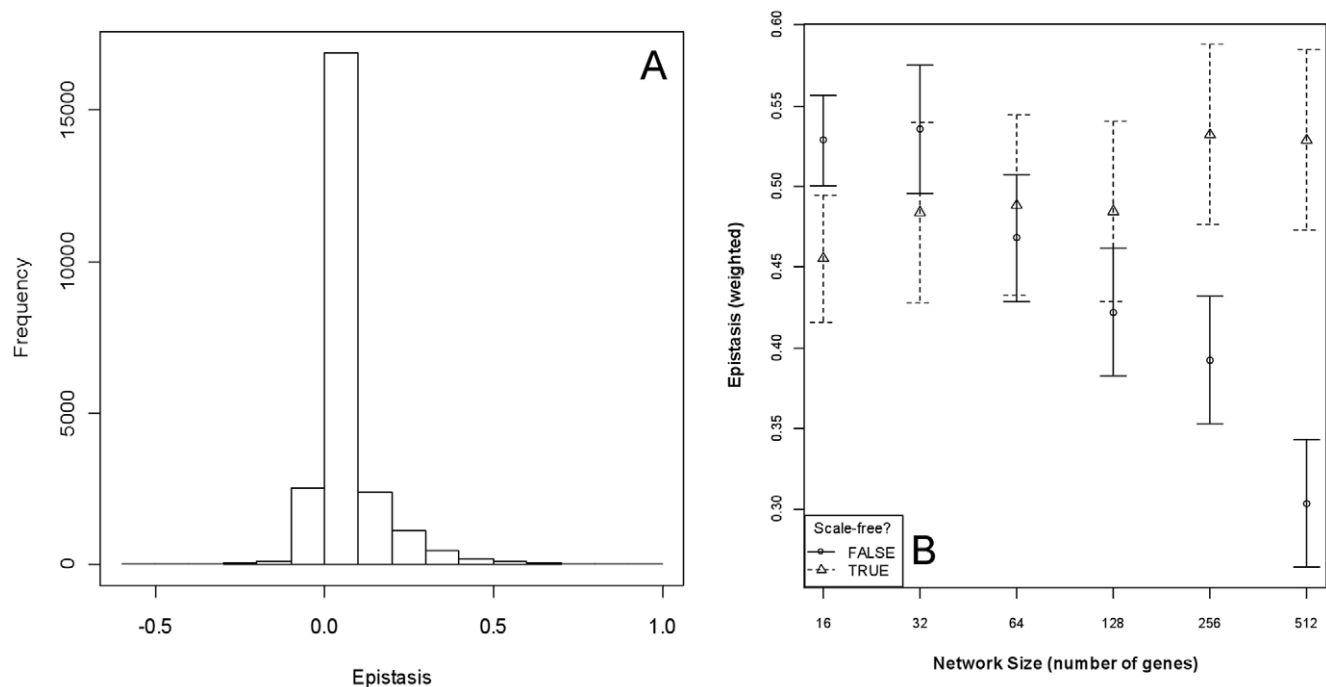 A
Frequency
15000
10000
5000
0
-0.5 0.0 0.5 1.0
Epistasis
Epistasis (weighted)
0.60
0.55
0.50
0.45
0.40
0.35
0.30
Scale-free?
FALSE
TRUE
B
16 32 64 128 256 512
Network Size (number of genes)